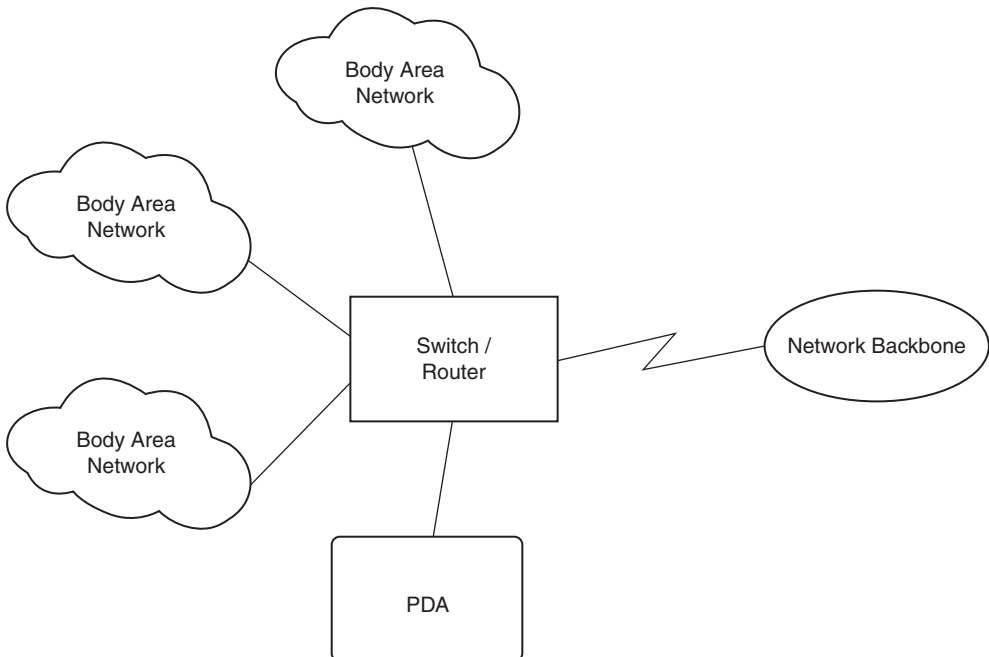 Body Area
Network
Body Area
Network
Switch /
Router
Network Backbone
Body Area
Network
PDA